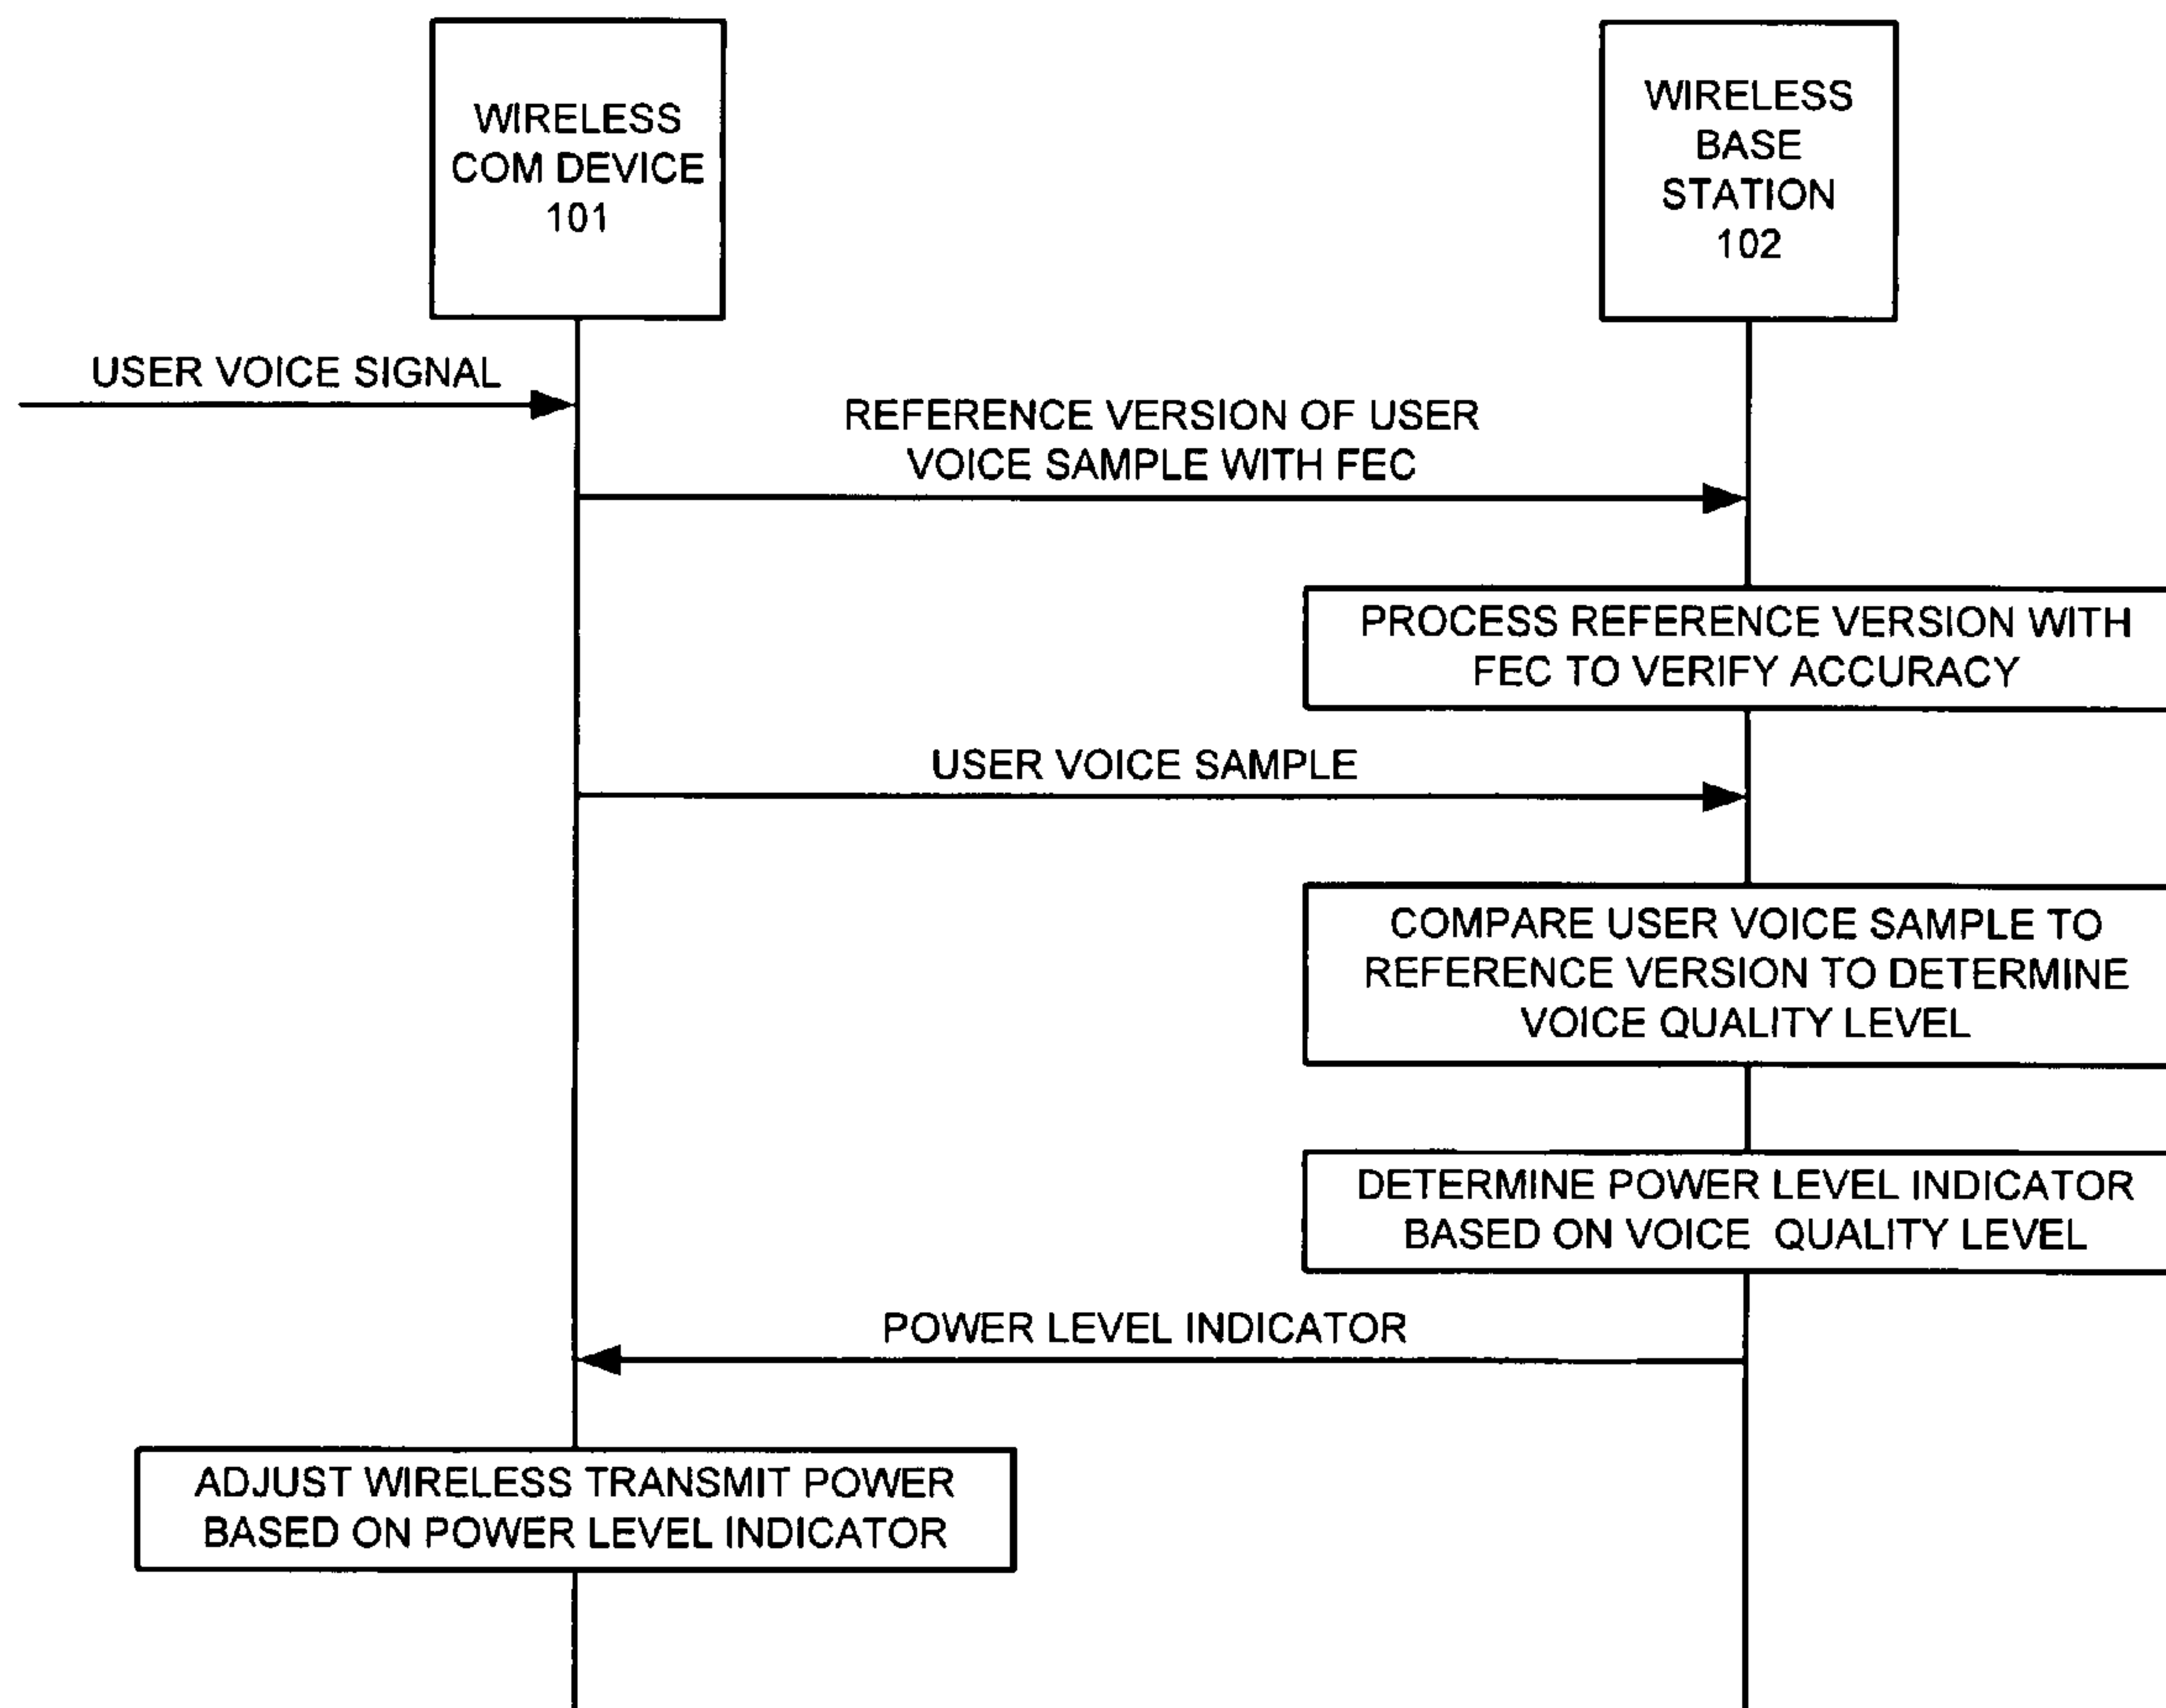 WIRELESS
COM DEVICE
101
WIRELESS
BASE
STATION
102
USER VOICE SIGNAL
REFERENCE VERSION OF USER
VOICE SAMPLE WITH FEC
PROCESS REFERENCE VERSION WITH
FEC TO VERIFY ACCURACY
USER VOICE SAMPLE
COMPARE USER VOICE SAMPLE TO
REFERENCE VERSION TO DETERMINE
VOICE QUALITY LEVEL
DETERMINE POWER LEVEL INDICATOR
BASED ON VOICE QUALITY LEVEL
POWER LEVEL INDICATOR
ADJUST WIRELESS TRANSMIT POWER
BASED ON POWER LEVEL INDICATOR